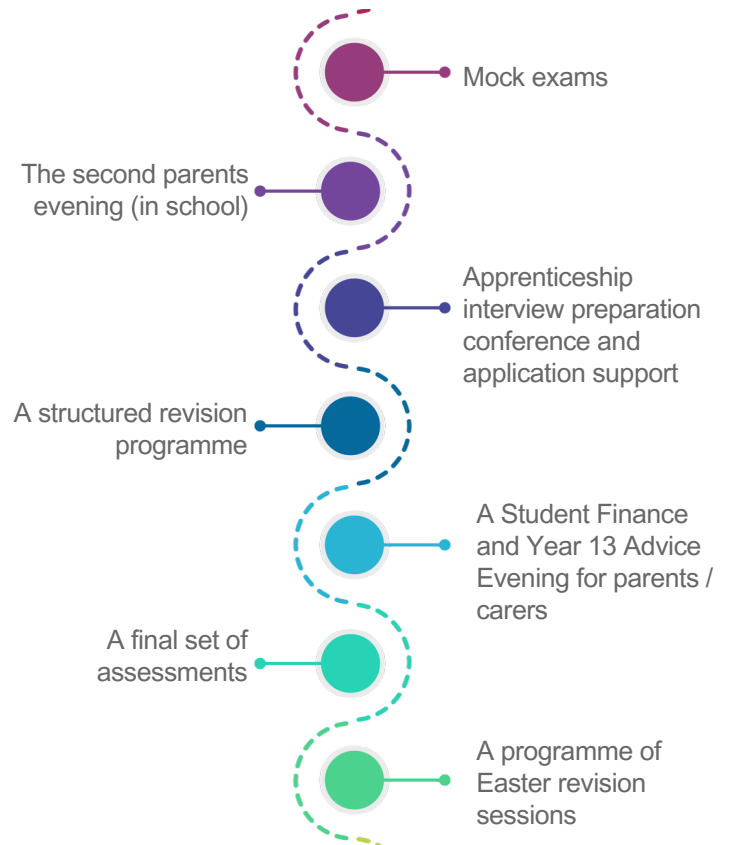 Mock exams
The second parents
evening (in school)
Apprenticeship
interview preparation
conference and
application support
A structured revision
programme
A Student Finance
and Year 13 Advice
Evening for parents /
carers
A final set of
assessments
A programme of
Easter revision
sessions